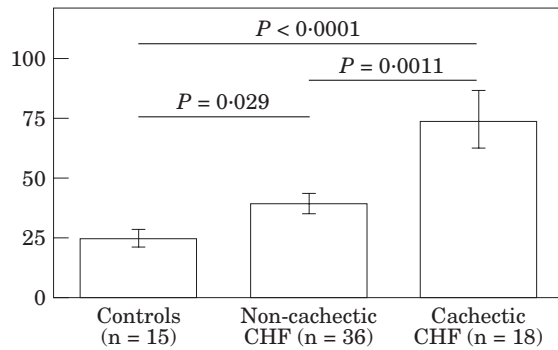 P < 0·0001
100
P = 0·0011
75
P = 0·029
50
25
0
Controls
(n = 15)
Non-cachectic
CHF (n = 36)
Cachectic
CHF (n = 18)